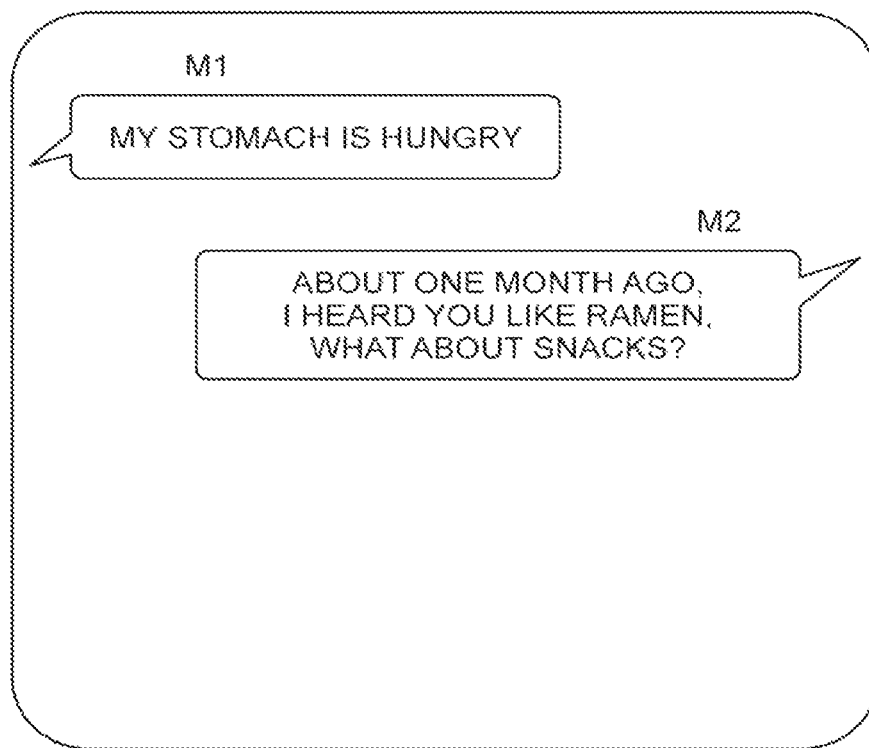 M1
MY STOMACH IS HUNGRY
M2
ABOUT ONE MONTH AGO,
I HEARD YOU LIKE RAMEN,
WHAT ABOUT SNACKS?